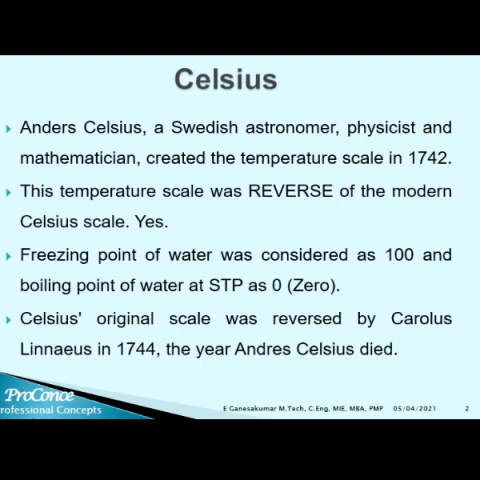 Celsius
Anders Celsius, a Swedish astronomer, physicist and
mathematician, created the temperature scale in 1742.
This temperature scale was REVERSE of the modern
Celsius scale. Yes.
Freezing point of water was considered as 100 and
boiling point of water at STP as 0 (Zero).
Celsius' original scale was reversed by Carolus
Linnaeus in 1744, the year Andres Celsius died.
ProConce
rofessional Concepts
E Ganesakumar M.Tech, C.Eng, MIE, MBA, PMP 05/04/2021 2